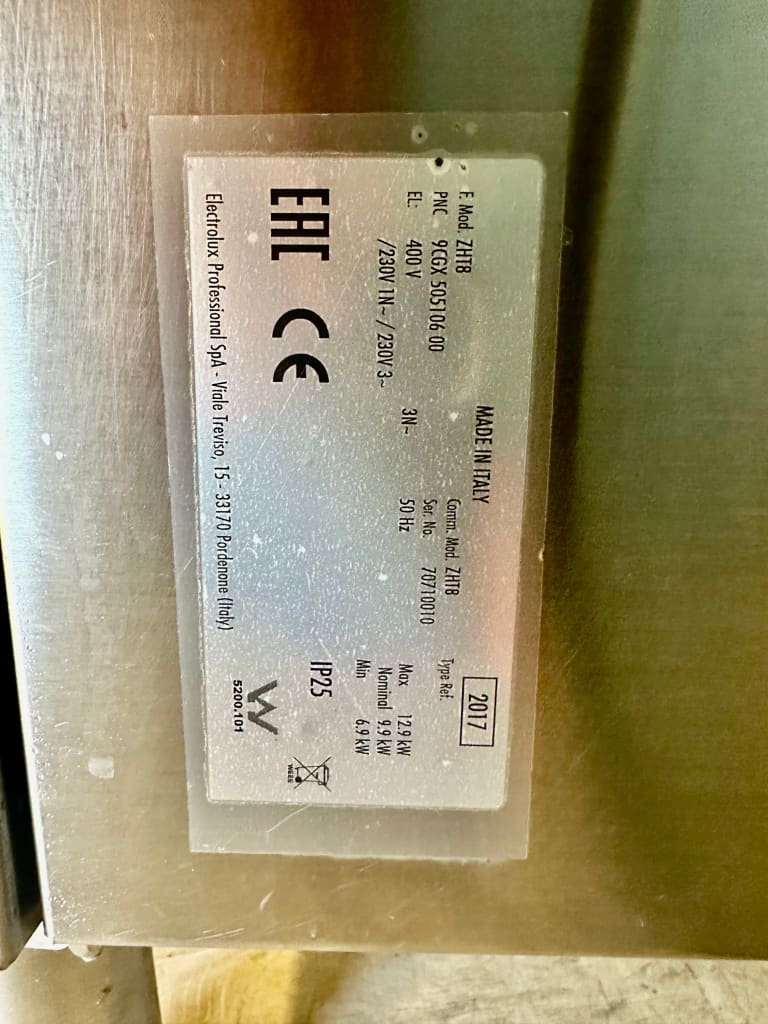 MADE IN ITALY
2017
F. Mod. ZHT8 Comm. Mod. ZHT8 Type Ref.
PNC 9CGX 505106 00 Ser. No. 70710010
EL: 400 V 3N~ 50 Hz Max 12.9 kW
/230V 1N~ / 230V 3~ Nominal 9.9 kW
Min 6.9 kW
EAC CE IP25
WEEE
5200.101
Electrolux Professional SpA - Viale Treviso, 15 - 33170 Pordenone (Italy)